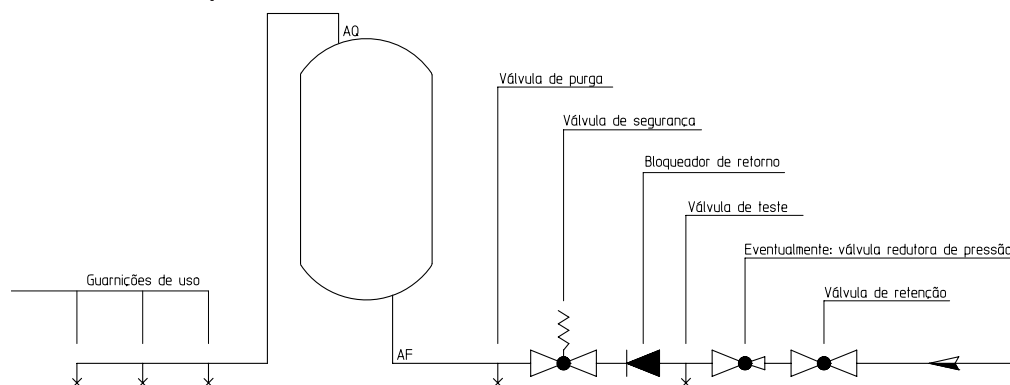 AQ
Válvula de purga
Válvula de segurança
Bloqueador de retorno
Válvula de teste
Eventualmente: válvula redutora de pressão
Guarnições de uso
Válvula de retenção
AF